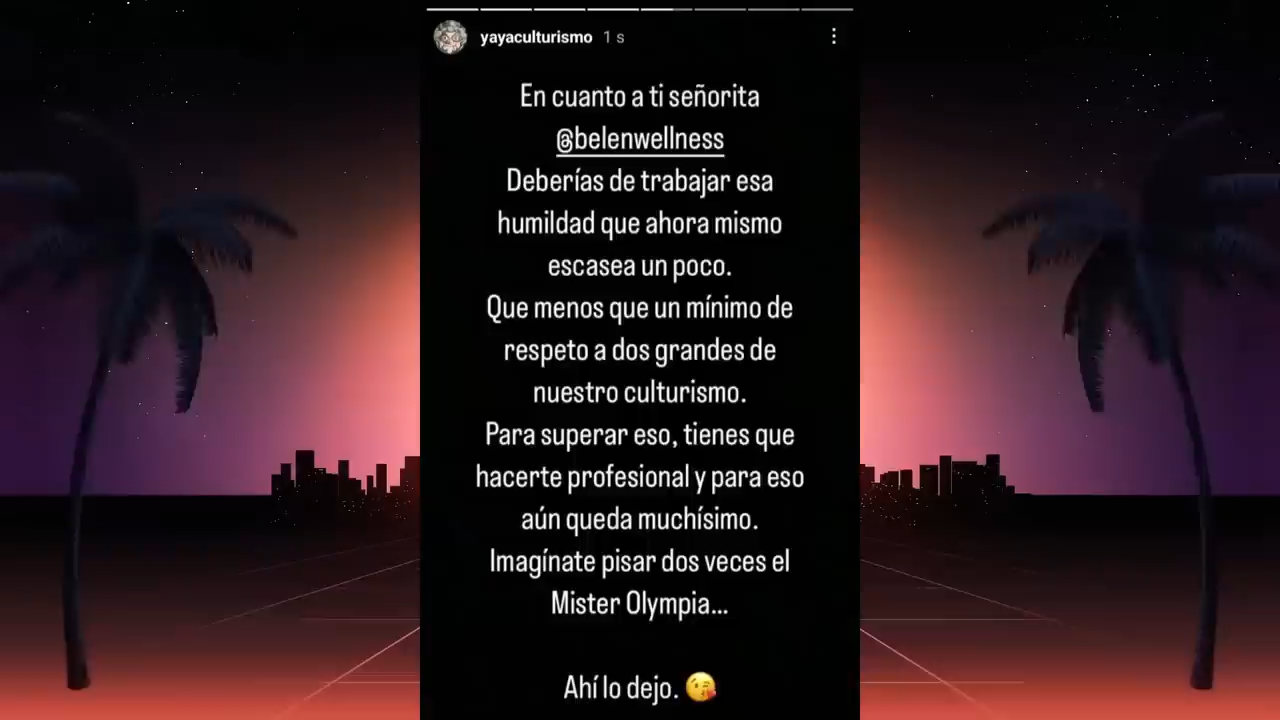 yayaculturismo 1 s
En cuanto a ti señorita
@belenwellness
Deberías de trabajar esa
humildad que ahora mismo
escasea un poco.
Que menos que un mínimo de
respeto a dos grandes de
nuestro culturismo.
Para superar eso, tienes que
hacerte profesional y para eso
aún queda muchísimo.
Imagínate pisar dos veces el
Mister Olympia...
Ahí lo dejo. 😘